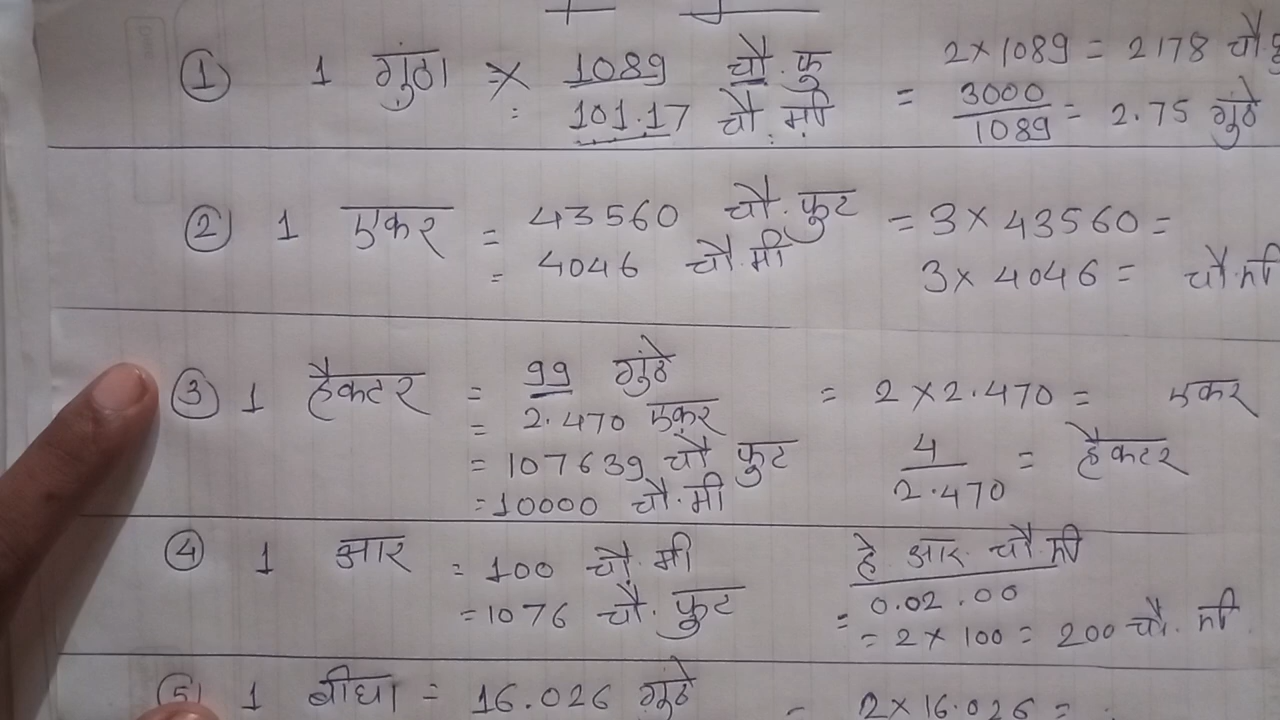 ① 1 गुंठा = 1089 चौ. फु 2 × 1089 = 2178 चौ.
: 101.17 चौ. मी = 3000/1089 = 2.75 गुंठे
② 1 एकर = 43560 चौ. फुट = 3 × 43560 =
= 4046 चौ.मी 3 × 4046 = चौ.मी
③ 1 हैक्टर = 99 गुंठे
= 2.470 एकर = 2 × 2.470 = एकर
= 107639 चौ फुट 4/2.470 = हैक्टर
= 10000 चौ.मी
④ 1 आर = 100 चौ. मी हे. आर. चौ.मी
= 1076 चौ. फुट = 0.02.00
= 2 × 100 = 200 चौ. मी
⑤ 1 बीघा = 16.026 गुंठे = 2 × 16.026 =